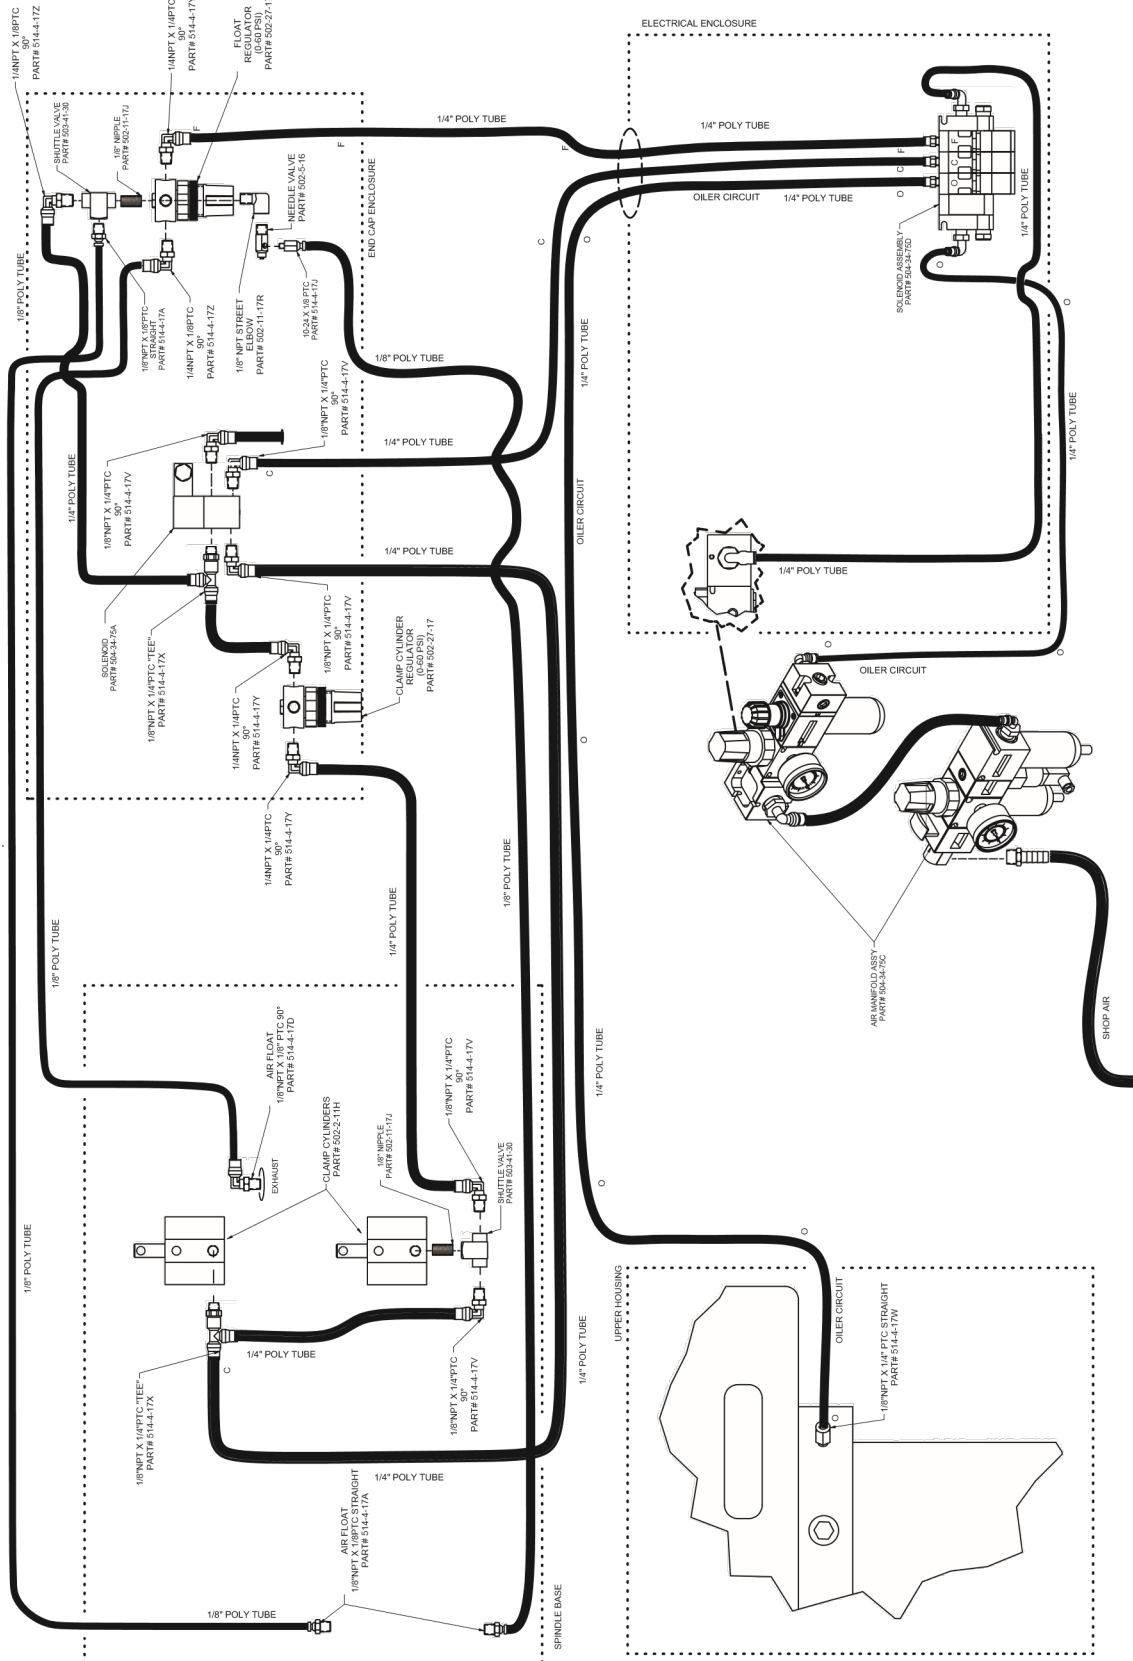 1/4NPT X 1/8PTC
90°
PART# 514-4-17Z
1/4NPT X 1/4PTC
90°
PART# 514-4-17Y
FLOAT
REGULATOR
(0-60 PSI)
PART# 502-27-1
ELECTRICAL ENCLOSURE
SHUTTLE VALVE
PART# 503-41-30
1/8" NIPPLE
PART# 502-11-17J
F
F
1/4" POLY TUBE
F
1/4" POLY TUBE
OILER CIRCUIT
1/4" POLY TUBE
F
C
O
F
C
O
NEEDLE VALVE
PART# 502-5-16
END CAP ENCLOSURE
1/8" POLY TUBE
1/8"NPT X 1/8"PTC
STRAIGHT
PART# 514-4-17A
1/4NPT X 1/8PTC
90°
PART# 514-4-17Z
1/8" NPT STREET
ELBOW
PART# 502-11-17R
10-24 X 1/8 PTC
PART# 514-4-17J
1/8" POLY TUBE
C
O
1/4" POLY TUBE
SOLENOID ASSEMBLY
PART# 504-34-75D
O
1/4" POLY TUBE
O
1/4" POLY TUBE
1/8"NPT X 1/4"PTC
90°
PART# 514-4-17V
1/4" POLY TUBE
C
1/4" POLY TUBE
1/8"NPT X 1/4"PTC
90°
PART# 514-4-17V
OILER CIRCUIT
1/4" POLY TUBE
1/4" POLY TUBE
SOLENOID
PART# 504-34-75A
1/8"NPT X 1/4"PTC "TEE"
PART# 514-4-17X
1/8"NPT X 1/4"PTC
90°
PART# 514-4-17V
CLAMP CYLINDER
REGULATOR
(0-60 PSI)
PART# 502-27-17
1/4NPT X 1/4PTC
90°
PART# 514-4-17Y
O
O
O
OILER CIRCUIT
1/4NPT X 1/4PTC
90°
PART# 514-4-17Y
1/8" POLY TUBE
1/4" POLY TUBE
1/8" POLY TUBE
AIR MANIFOLD ASS'Y
PART# 504-34-75C
SHOP AIR
1/4" POLY TUBE
AIR FLOAT
1/8"NPT X 1/8" PTC 90°
PART# 514-4-17D
EXHAUST
CLAMP CYLINDERS
PART# 502-2-11H
1/8" NIPPLE
PART# 502-11-17J
1/8"NPT X 1/4"PTC
90°
PART# 514-4-17V
SHUTTLE VALVE
PART# 503-41-30
O
O
1/8" POLY TUBE
UPPER HOUSING
OILER CIRCUIT
1/8"NPT X 1/4" PTC STRAIGHT
PART# 514-4-17W
O
C
1/4" POLY TUBE
1/4" POLY TUBE
1/8"NPT X 1/4"PTC "TEE"
PART# 514-4-17X
1/8"NPT X 1/4"PTC
90°
PART# 514-4-17V
1/4" POLY TUBE
AIR FLOAT
1/8"NPT X 1/8PTC STRAIGHT
PART# 514-4-17A
1/8" POLY TUBE
SPINDLE BASE